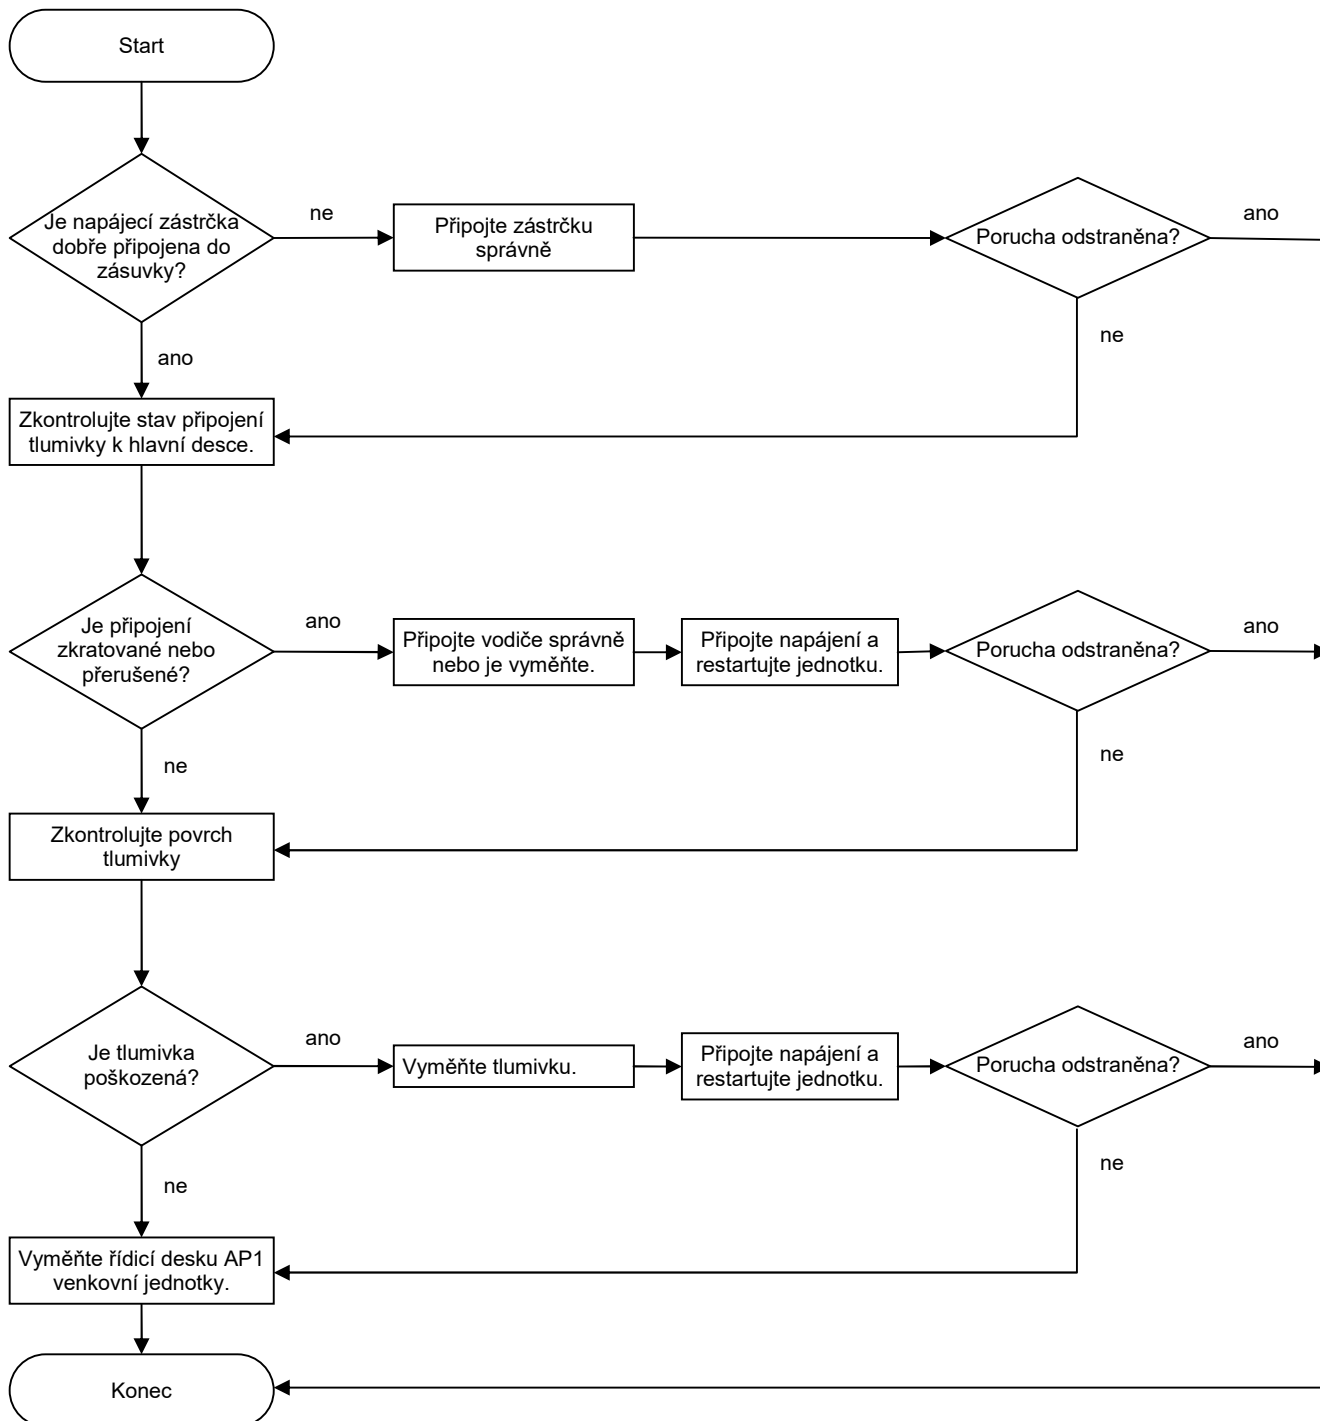 Start
Je napájecí zástrčka
dobře připojena do
zásuvky?
ne
Připojte zástrčku
správně
Porucha odstraněna?
ano
ne
ano
Zkontrolujte stav připojení
tlumivky k hlavní desce.
Je připojení
zkratované nebo
přerušené?
ano
Připojte vodiče správně
nebo je vyměňte.
Připojte napájení a
restartujte jednotku.
Porucha odstraněna?
ano
ne
ne
Zkontrolujte povrch
tlumivky
Je tlumivka
poškozená?
ano
Vyměňte tlumivku.
Připojte napájení a
restartujte jednotku.
Porucha odstraněna?
ano
ne
ne
Vyměňte řídicí desku AP1
venkovní jednotky.
Konec